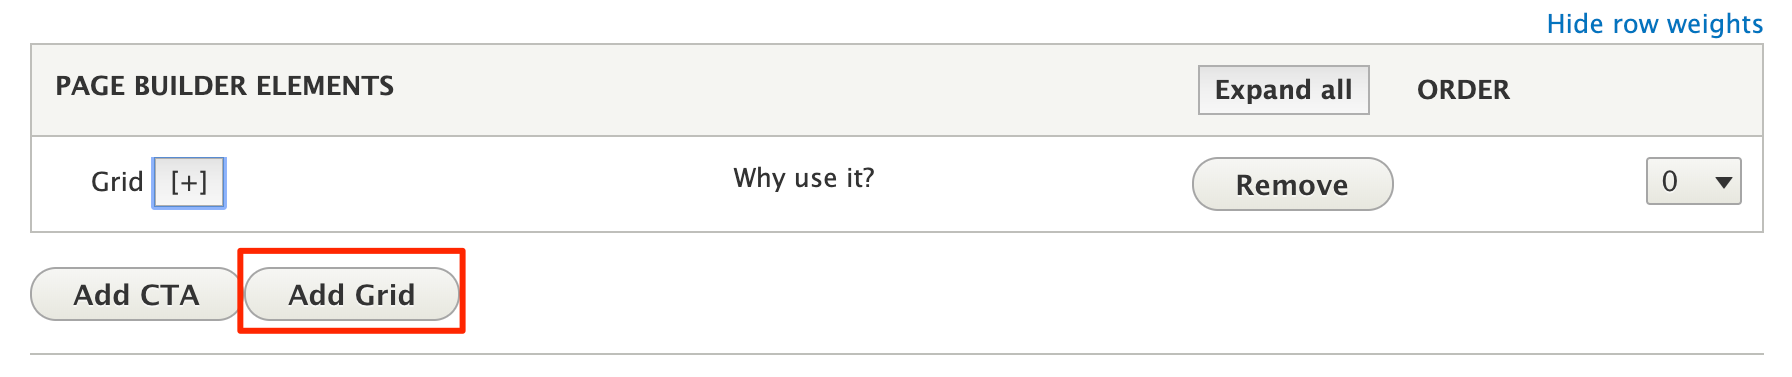 Hide row weights
PAGE BUILDER ELEMENTS Expand all ORDER
Grid [+] Why use it? Remove 0
Add CTA Add Grid